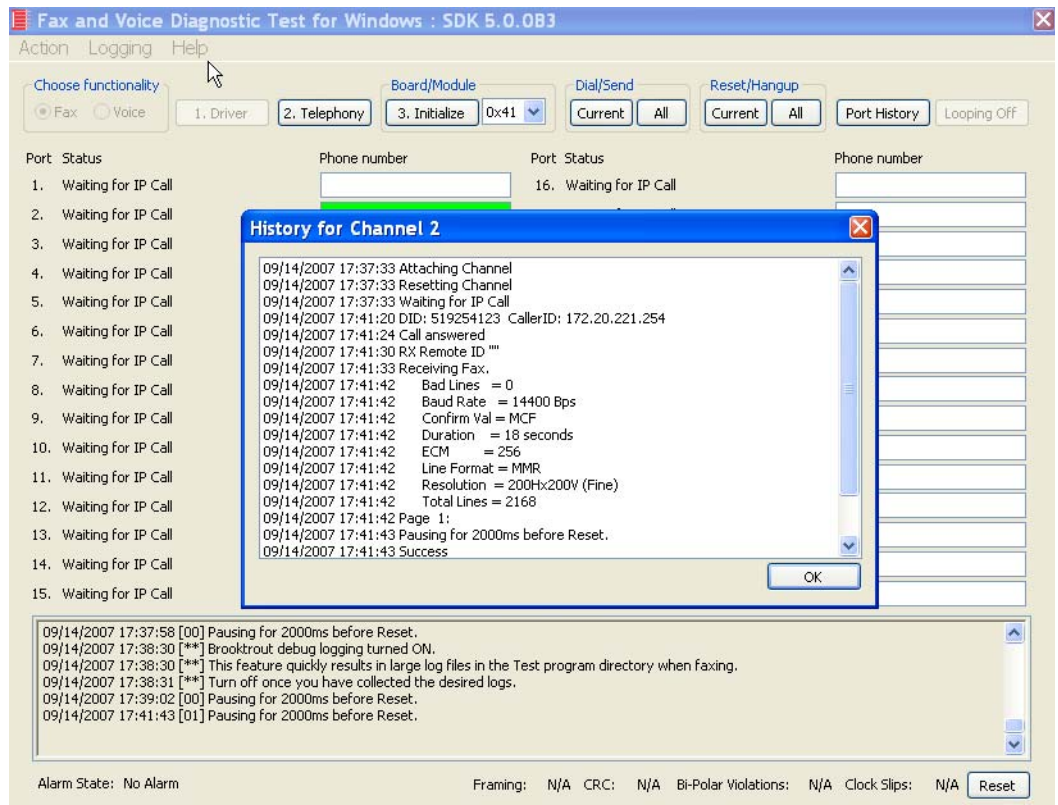 Fax and Voice Diagnostic Test for Windows : SDK 5.0.0B3
Action Logging Help
Choose functionality Board/Module Dial/Send Reset/Hangup
Fax Voice 1. Driver 2. Telephony 3. Initialize 0x41 Current All Current All Port History Looping Off
Port Status Phone number Port Status Phone number
1. Waiting for IP Call 16. Waiting for IP Call
2. Waiting for IP Call
3. Waiting for IP Call
4. Waiting for IP Call
5. Waiting for IP Call
6. Waiting for IP Call
7. Waiting for IP Call
8. Waiting for IP Call
9. Waiting for IP Call
10. Waiting for IP Call
11. Waiting for IP Call
12. Waiting for IP Call
13. Waiting for IP Call
14. Waiting for IP Call
15. Waiting for IP Call
History for Channel 2
09/14/2007 17:37:33 Attaching Channel
09/14/2007 17:37:33 Resetting Channel
09/14/2007 17:37:33 Waiting for IP Call
09/14/2007 17:41:20 DID: 519254123 CallerID: 172.20.221.254
09/14/2007 17:41:24 Call answered
09/14/2007 17:41:30 RX Remote ID ""
09/14/2007 17:41:33 Receiving Fax.
09/14/2007 17:41:42 Bad Lines = 0
09/14/2007 17:41:42 Baud Rate = 14400 Bps
09/14/2007 17:41:42 Confirm Val = MCF
09/14/2007 17:41:42 Duration = 18 seconds
09/14/2007 17:41:42 ECM = 256
09/14/2007 17:41:42 Line Format = MMR
09/14/2007 17:41:42 Resolution = 200Hx200V (Fine)
09/14/2007 17:41:42 Total Lines = 2168
09/14/2007 17:41:42 Page 1:
09/14/2007 17:41:43 Pausing for 2000ms before Reset.
09/14/2007 17:41:43 Success
OK
09/14/2007 17:37:58 [00] Pausing for 2000ms before Reset.
09/14/2007 17:38:30 [**] Brooktrout debug logging turned ON.
09/14/2007 17:38:30 [**] This feature quickly results in large log files in the Test program directory when faxing.
09/14/2007 17:38:31 [**] Turn off once you have collected the desired logs.
09/14/2007 17:39:02 [00] Pausing for 2000ms before Reset.
09/14/2007 17:41:43 [01] Pausing for 2000ms before Reset.
Alarm State: No Alarm Framing: N/A CRC: N/A Bi-Polar Violations: N/A Clock Slips: N/A Reset